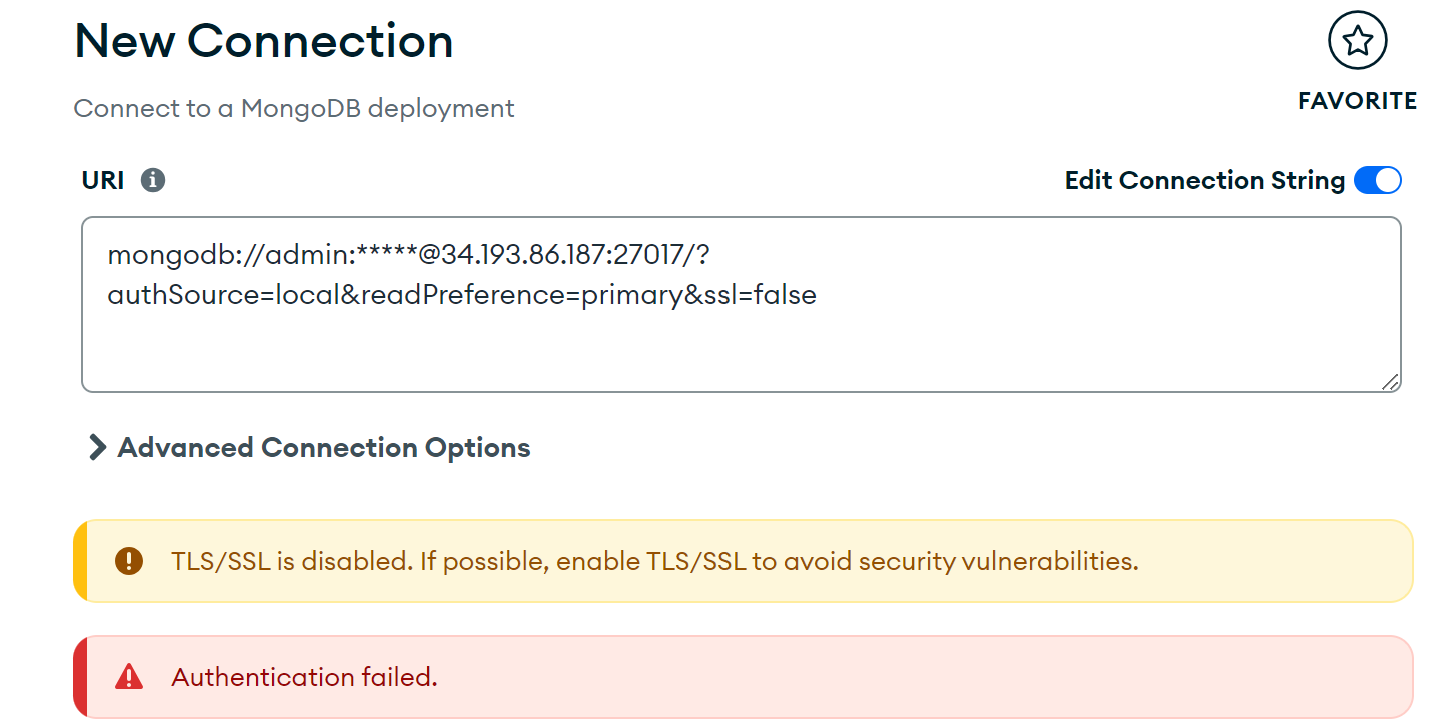 New Connection
FAVORITE
Connect to a MongoDB deployment
URI
Edit Connection String
mongodb://admin:*****@34.193.86.187:27017/?
authSource=local&readPreference=primary&ssl=false
Advanced Connection Options
TLS/SSL is disabled. If possible, enable TLS/SSL to avoid security vulnerabilities.
Authentication failed.